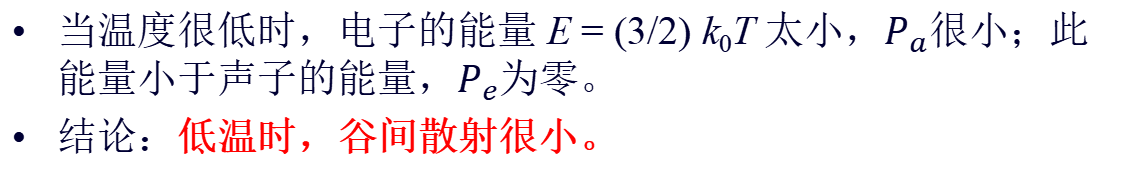 • 当温度很低时，电子的能量 E = (3/2) k₀T 太小，Pₐ很小；此
能量小于声子的能量，Pₑ为零。
• 结论：低温时，谷间散射很小。